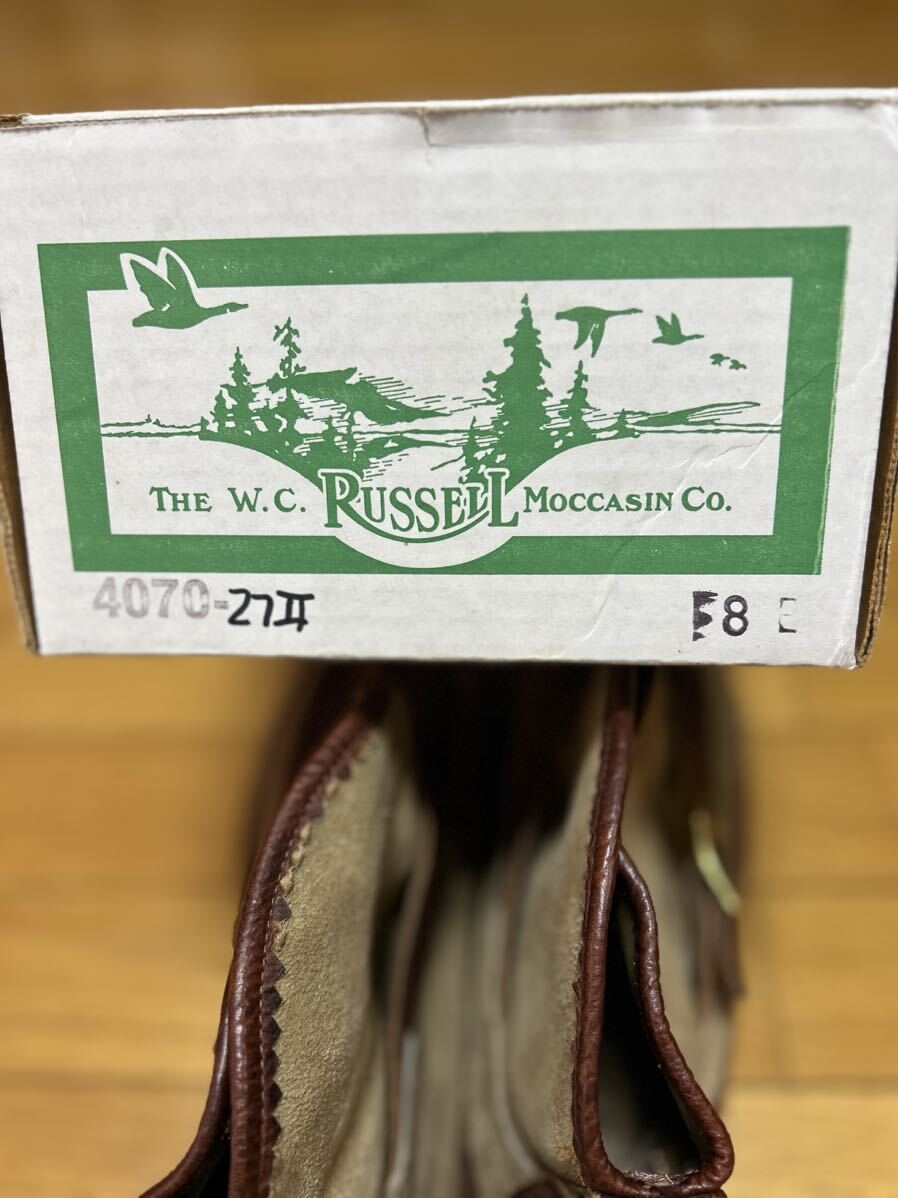 THE W.C. RUSSELL MOCCASIN CO.
4070-27II 8 E